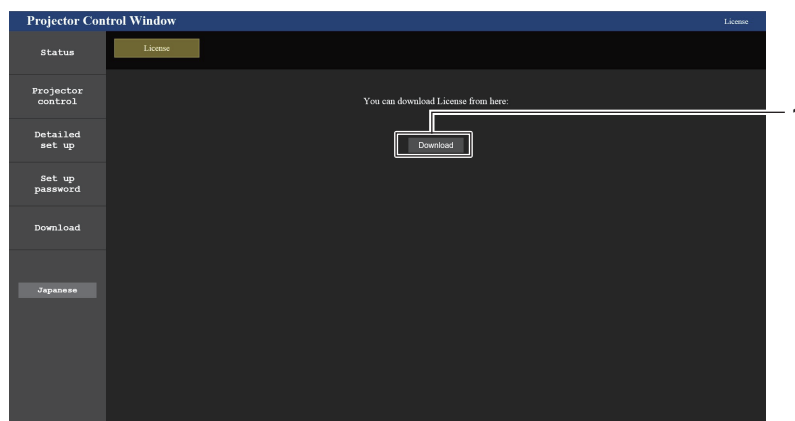 Projector Control Window
License
Status
License
Projector
control
You can download License from here:
1
Download
Detailed
set up
Set up
password
Download
Japanese